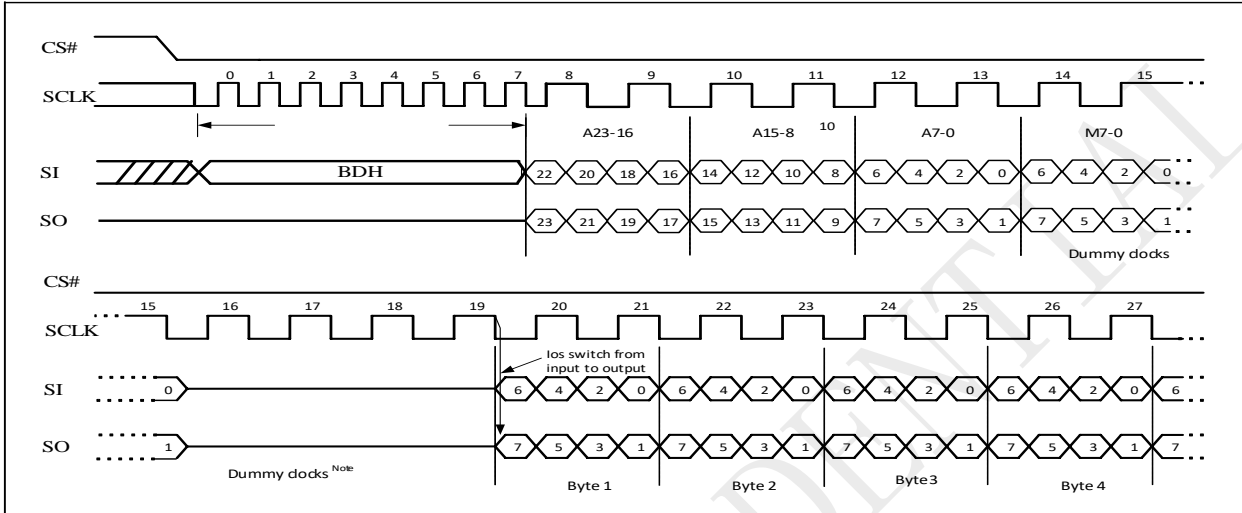 CS#
0 1 2 3 4 5 6 7 8 9 10 11 12 13 14 15
SCLK
A23-16 A15-8 10 A7-0 M7-0
SI BDH 22 20 18 16 14 12 10 8 6 4 2 0 6 4 2 0
SO 23 21 19 17 15 13 11 9 7 5 3 1 7 5 3 1
Dummy clocks
CS#
15 16 17 18 19 20 21 22 23 24 25 26 27
SCLK
Ios switch from
input to output
SI 0 6 4 2 0 6 4 2 0 6 4 2 0 6 4 2 0 6
SO 1 7 5 3 1 7 5 3 1 7 5 3 1 7 5 3 1 7
Dummy clocks Note
Byte 1 Byte 2 Byte3 Byte 4
DENTIAL